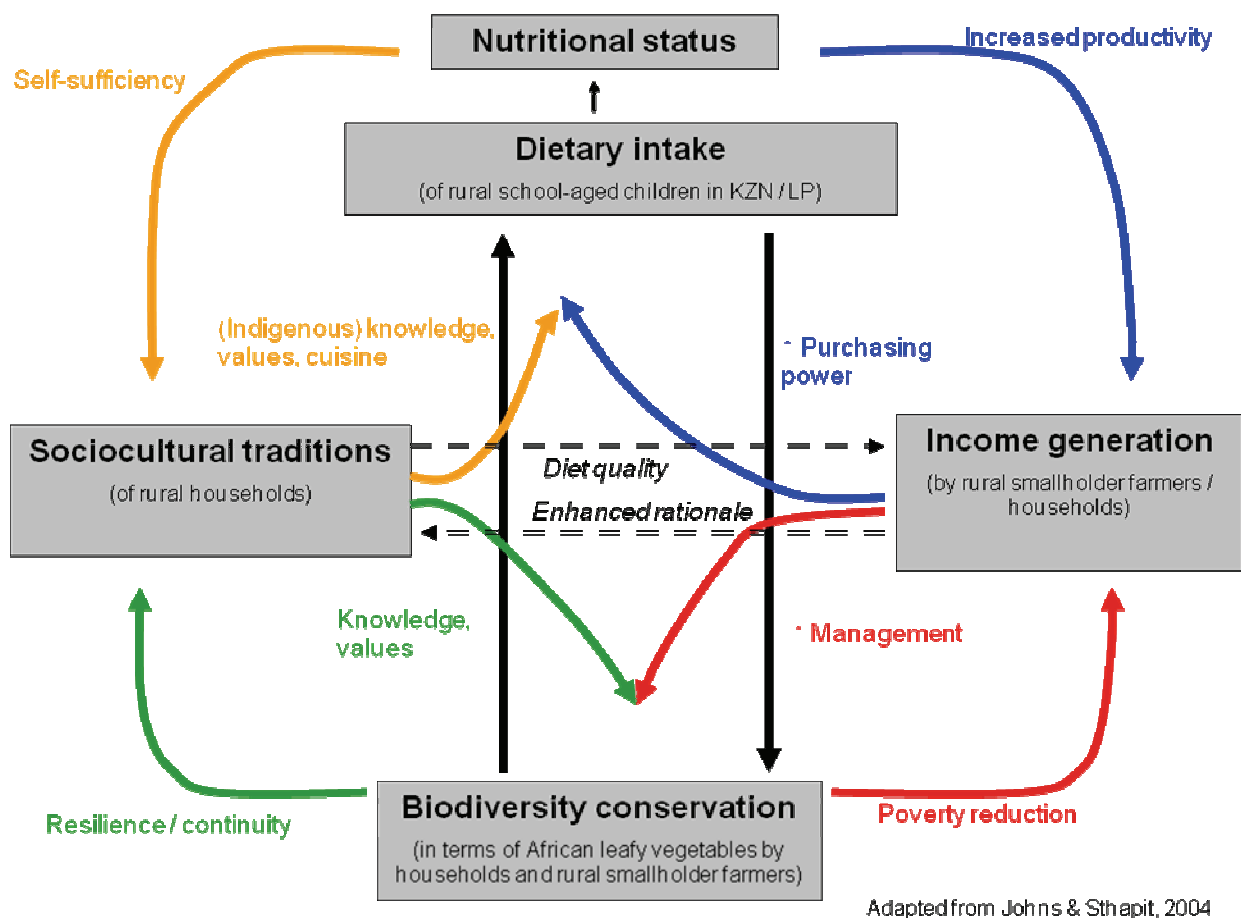 Nutritional status
Increased productivity
Self-sufficiency
Dietary intake
(of rural school-aged children in KZN / LP)
(Indigenous) knowledge,
values, cuisine
Purchasing
power
Sociocultural traditions
(of rural households)
Income generation
(by rural smallholder farmers /
households)
Diet quality
Enhanced rationale
Knowledge,
values
Management
Resilience / continuity
Biodiversity conservation
(in terms of African leafy vegetables by
households and rural smallholder farmers)
Poverty reduction
Adapted from Johns & Sthapit, 2004